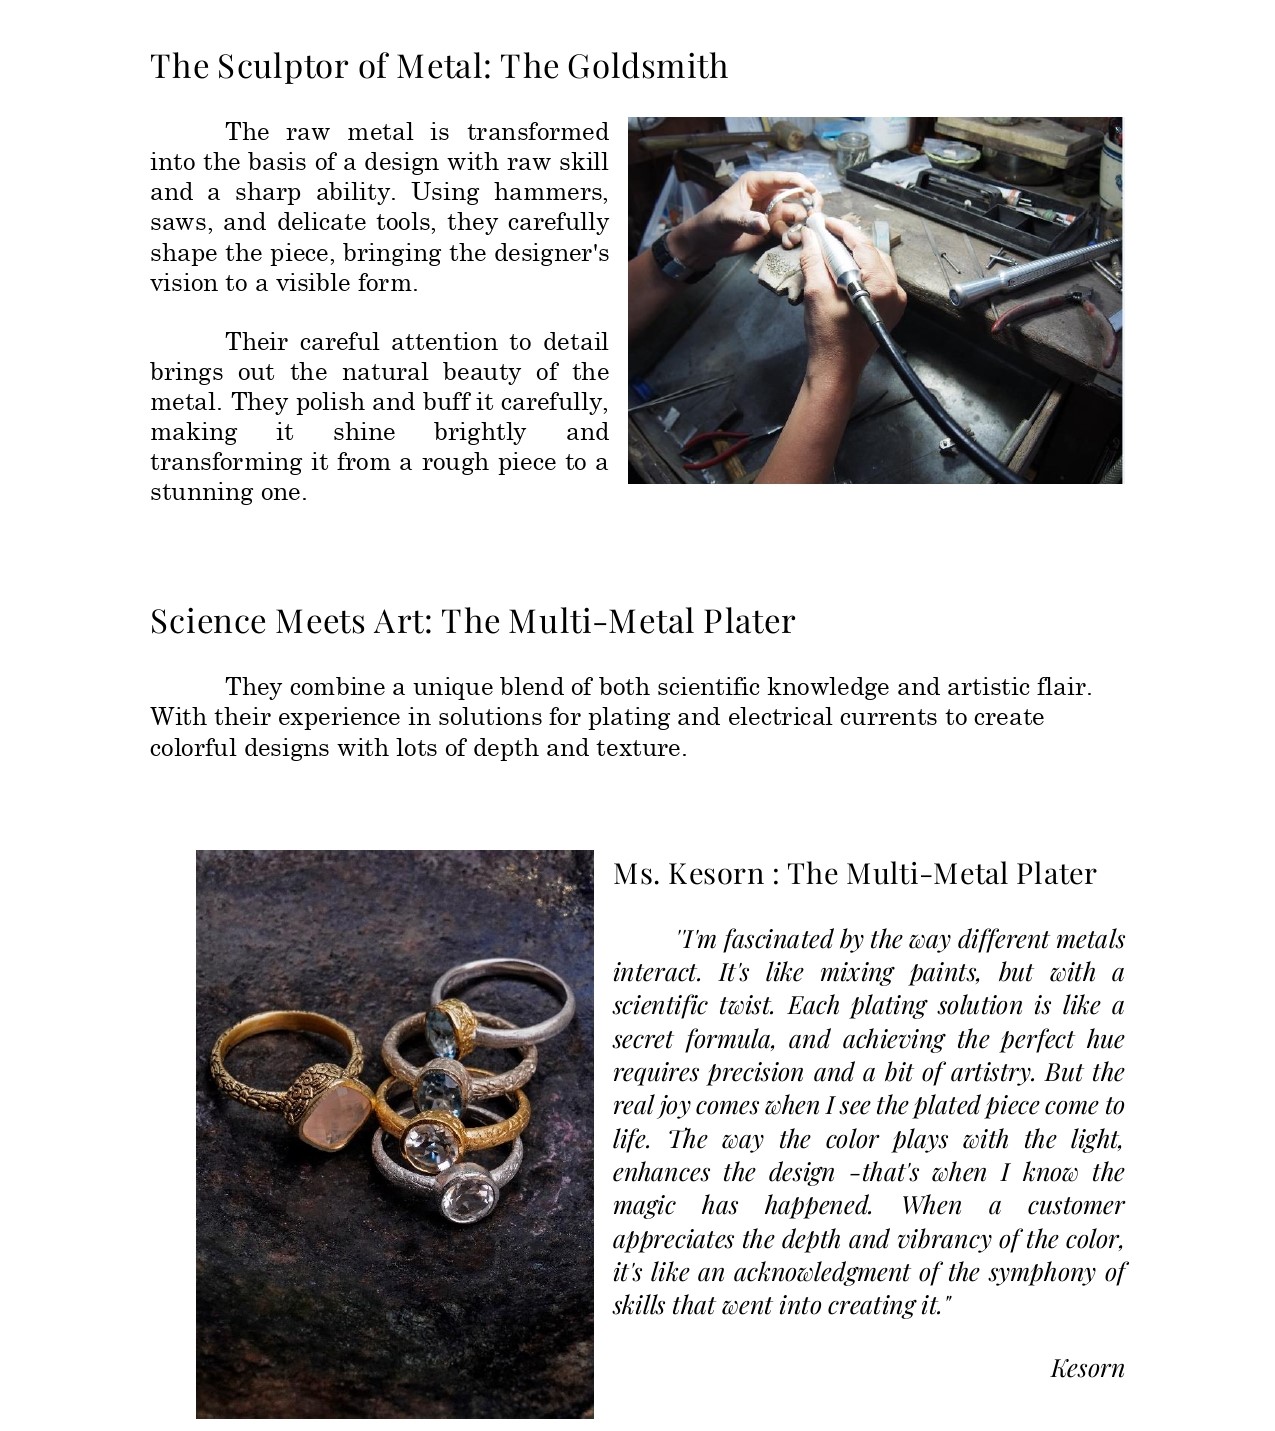 The Sculptor of Metal: The Goldsmith
The raw metal is transformed
into the basis of a design with raw skill
and a sharp ability. Using hammers,
saws, and delicate tools, they carefully
shape the piece, bringing the designer's
vision to a visible form.
Their careful attention to detail
brings out the natural beauty of the
metal. They polish and buff it carefully,
making it shine brightly and
transforming it from a rough piece to a
stunning one.
Science Meets Art: The Multi-Metal Plater
They combine a unique blend of both scientific knowledge and artistic flair.
With their experience in solutions for plating and electrical currents to create
colorful designs with lots of depth and texture.
Ms. Kesorn : The Multi-Metal Plater
"I'm fascinated by the way different metals
interact. It's like mixing paints, but with a
scientific twist. Each plating solution is like a
secret formula, and achieving the perfect hue
requires precision and a bit of artistry. But the
real joy comes when I see the plated piece come to
life. The way the color plays with the light,
enhances the design -that's when I know the
magic has happened. When a customer
appreciates the depth and vibrancy of the color,
it's like an acknowledgment of the symphony of
skills that went into creating it."
Kesorn